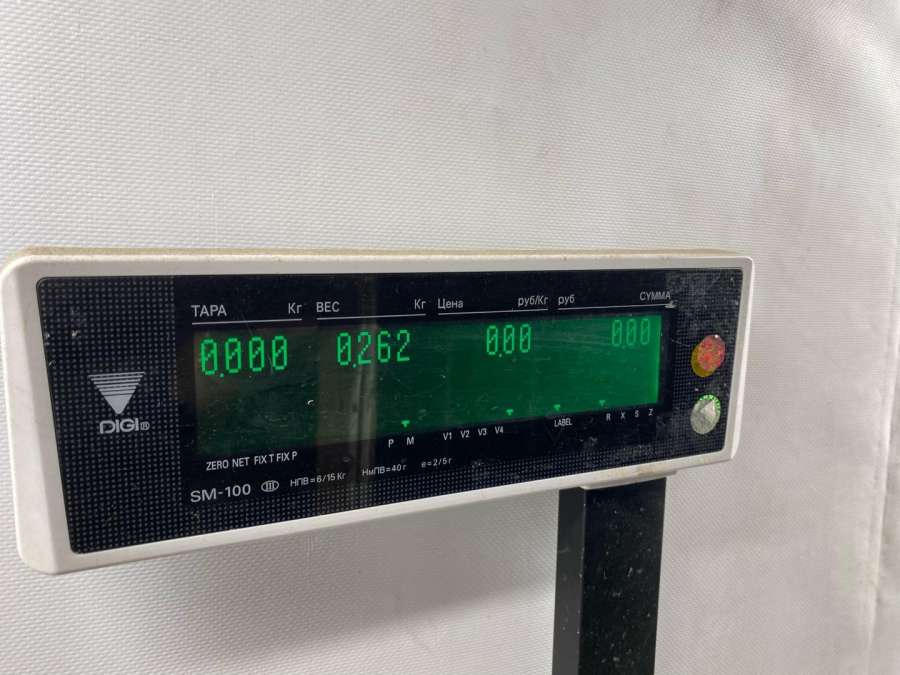 ТАРА Кг ВЕС Кг Цена руб/Кг руб СУММА
0.000 0.262 0.00 0.00
DIGI®
P M V1 V2 V3 V4 LABEL R X S Z
ZERO NET FIX T FIX P
SM-100 III НПВ=6/15 Кг НмПВ=40 г e=2/5 г